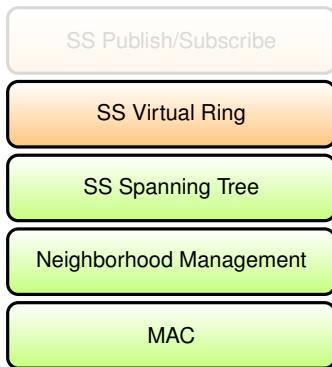 SS Publish/Subscribe
SS Virtual Ring
SS Spanning Tree
Neighborhood Management
MAC